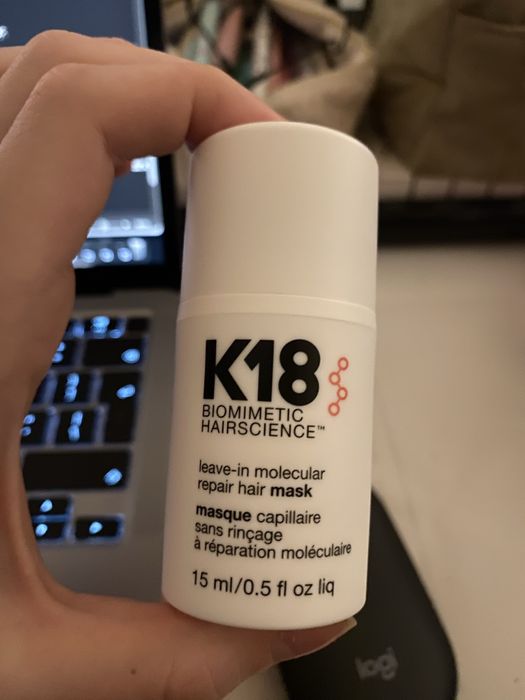 K18
BIOMIMETIC
HAIRSCIENCE™
leave-in molecular
repair hair mask
masque capillaire
sans rinçage
à réparation moléculaire
15 ml/0.5 fl oz liq
logi